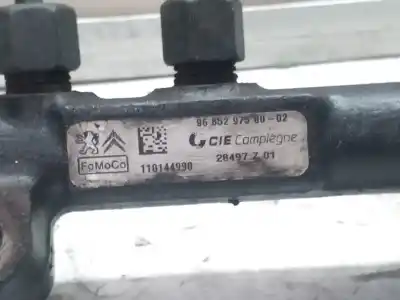 96 852 975 80-02
CIE Compiegne
FoMoCo
110144990
28497 Z 01